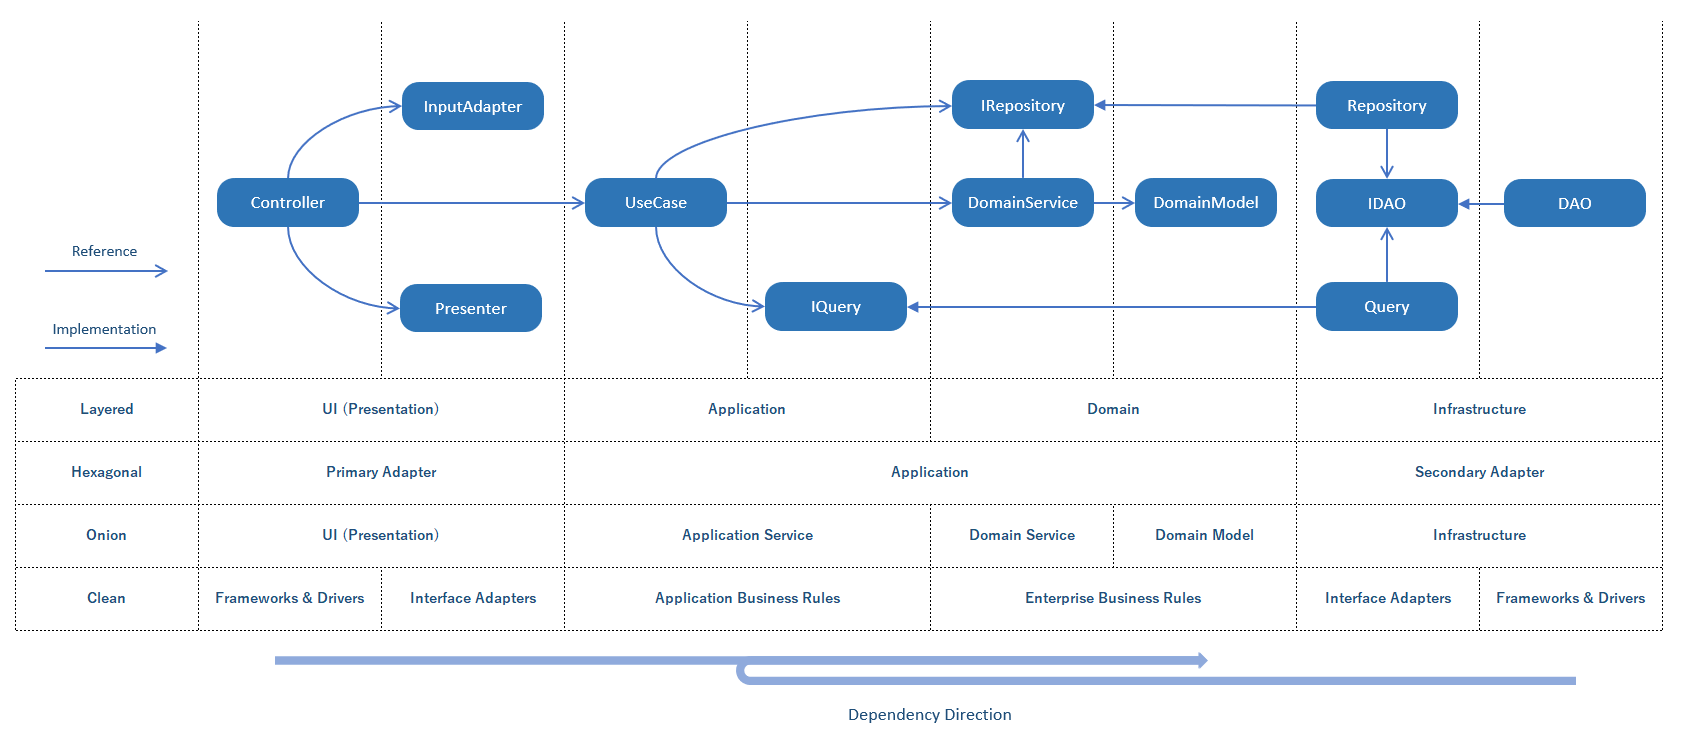 InputAdapter
IRepository
Repository
Controller
UseCase
DomainService
DomainModel
IDAO
DAO
Reference
Presenter
IQuery
Query
Implementation
Layered
UI (Presentation)
Application
Domain
Infrastructure
Hexagonal
Primary Adapter
Application
Secondary Adapter
Onion
UI (Presentation)
Application Service
Domain Service
Domain Model
Infrastructure
Clean
Frameworks & Drivers
Interface Adapters
Application Business Rules
Enterprise Business Rules
Interface Adapters
Frameworks & Drivers
Dependency Direction